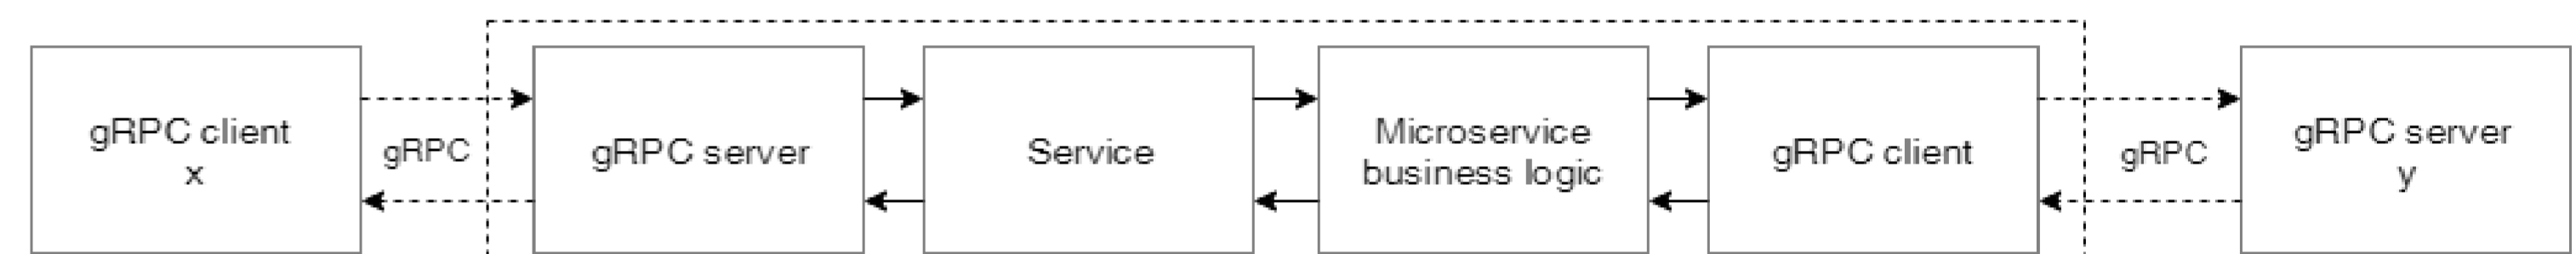 gRPC client
x
gRPC
gRPC server
Service
Microservice
business logic
gRPC client
gRPC
gRPC server
y